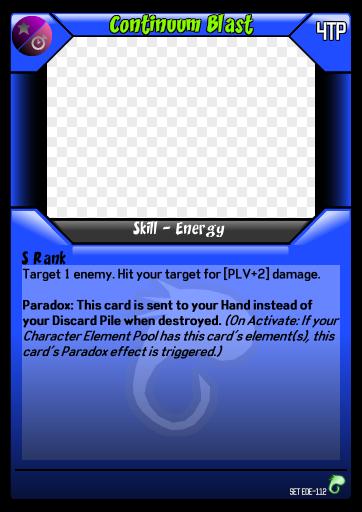 Continuum Blast
4TP
Skill - Energy
S Rank
Target 1 enemy. Hit your target for [PLV+2] damage.
Paradox: This card is sent to your Hand instead of
your Discard Pile when destroyed. (On Activate: If your
Character Element Pool has this card's element(s), this
card's Paradox effect is triggered.)
SET EOE-112